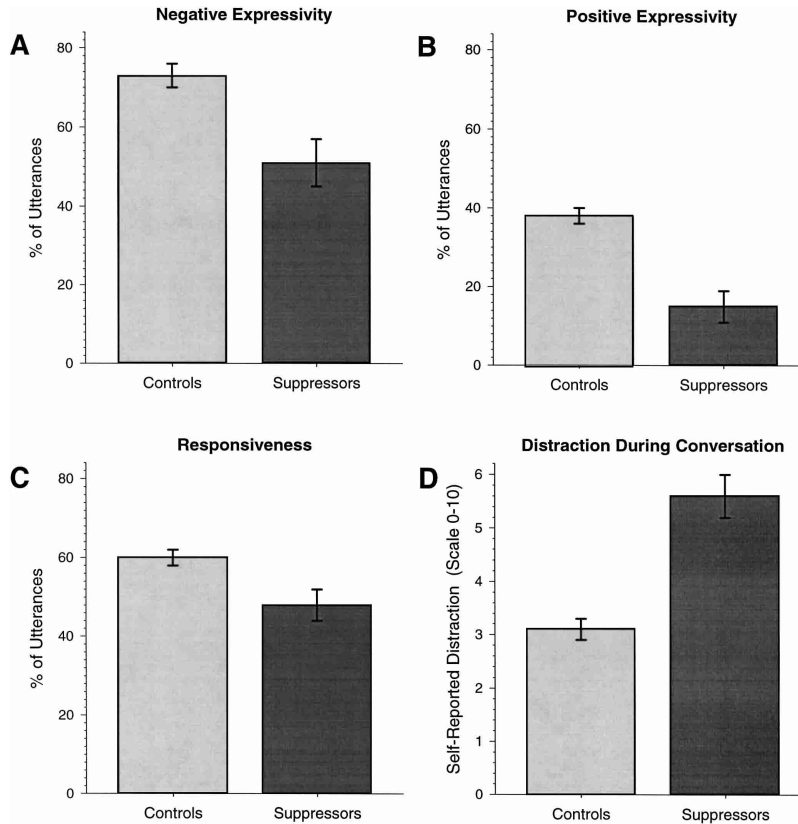 Negative Expressivity
A
80
60
40
20
0
% of Utterances
Controls
Suppressors
Positive Expressivity
B
80
60
40
20
0
% of Utterances
Controls
Suppressors
Responsiveness
C
80
60
40
20
0
% of Utterances
Controls
Suppressors
Distraction During Conversation
D
6
5
4
3
2
1
0
Self-Reported Distraction (Scale 0-10)
Controls
Suppressors